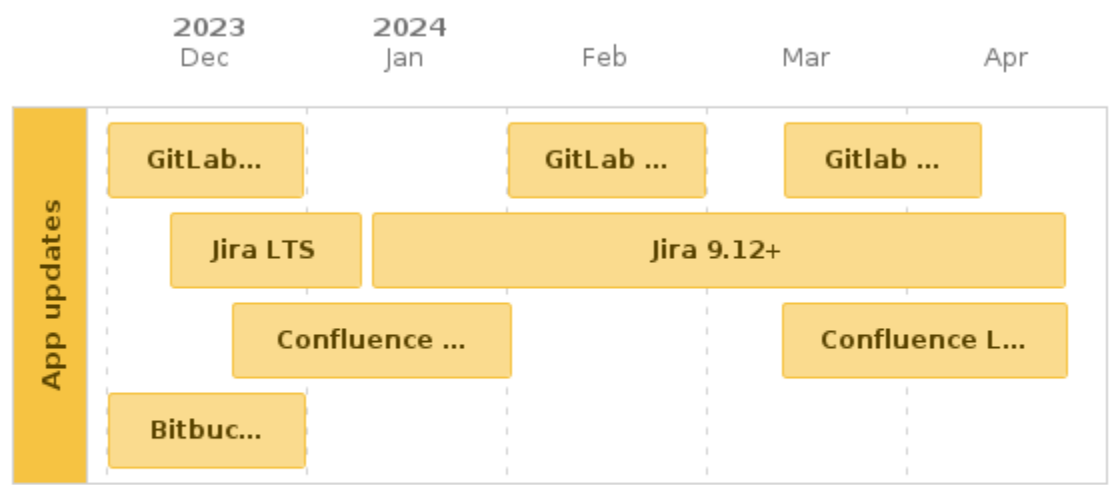 2023
2024
Dec
Jan
Feb
Mar
Apr
App updates
GitLab...
GitLab ...
Gitlab ...
Jira LTS
Jira 9.12+
Confluence ...
Confluence L...
Bitbuc...